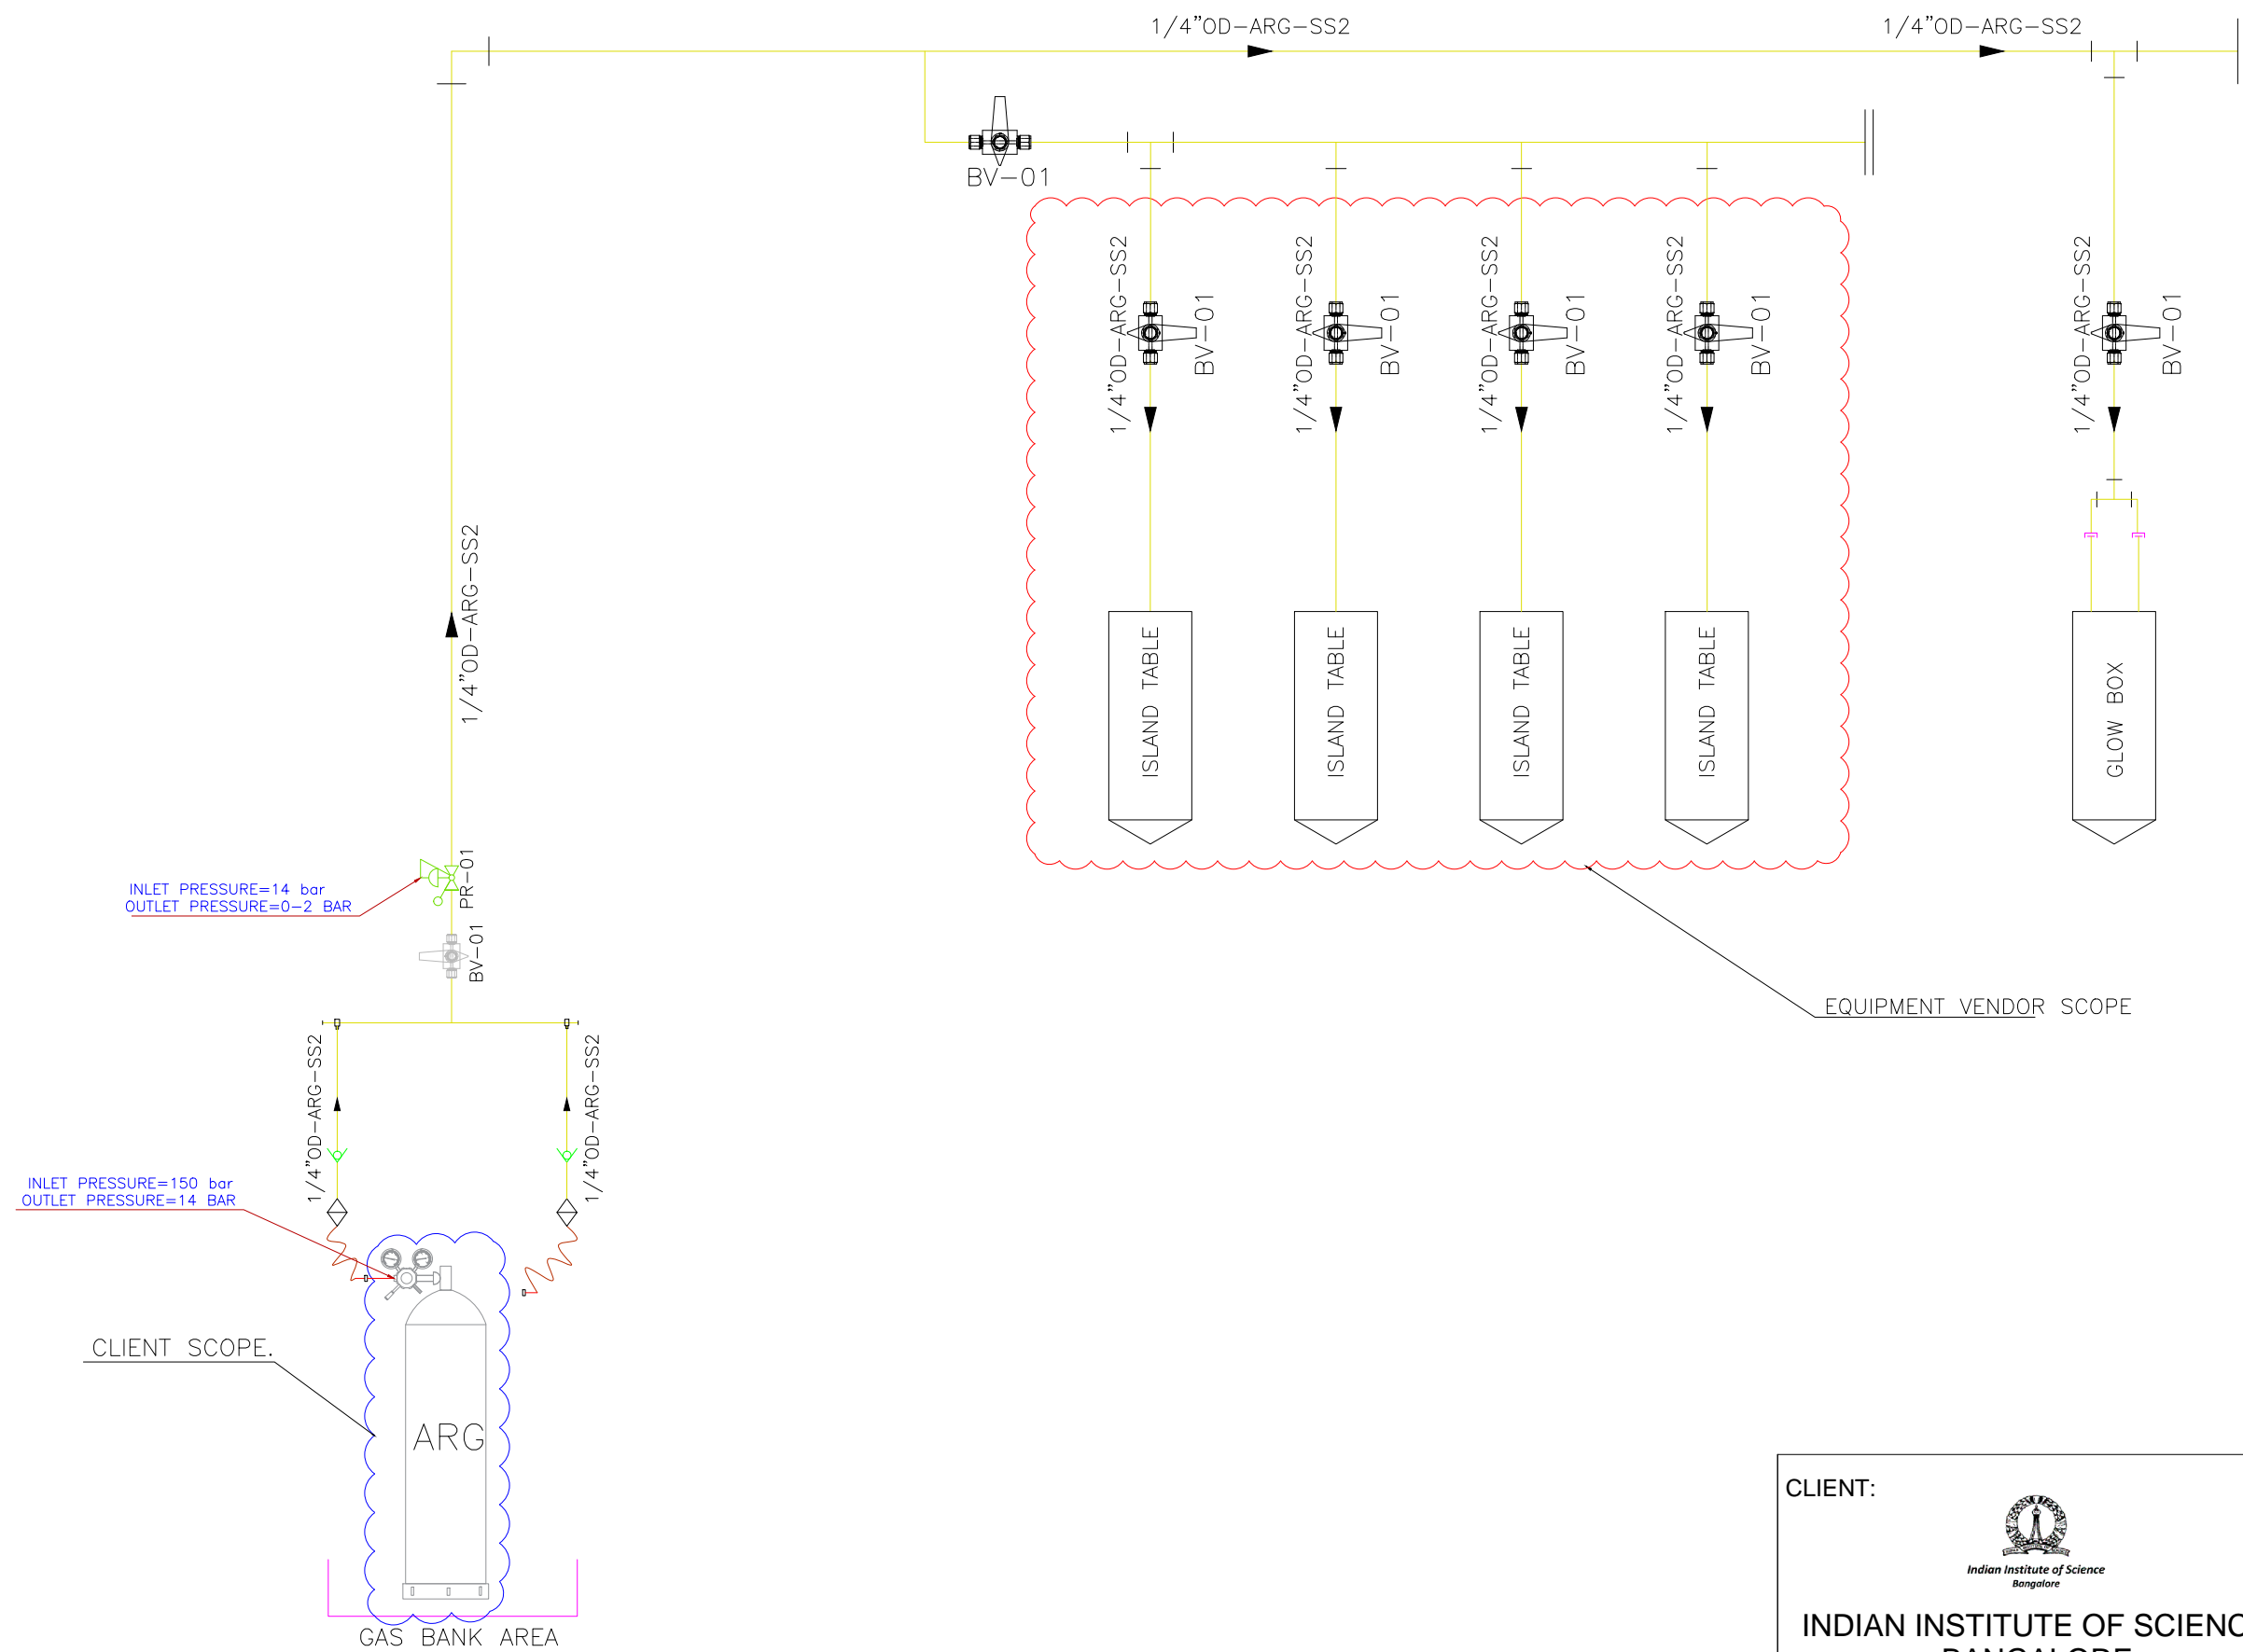 1/4"OD-ARG-SS2
1/4"OD-ARG-SS2
BV-01
1/4"OD-ARG-SS2
BV-01
1/4"OD-ARG-SS2
BV-01
1/4"OD-ARG-SS2
BV-01
1/4"OD-ARG-SS2
BV-01
1/4"OD-ARG-SS2
BV-01
1/4"OD-ARG-SS2
ISLAND TABLE
ISLAND TABLE
ISLAND TABLE
ISLAND TABLE
GLOW BOX
PR-01
INLET PRESSURE=14 bar
OUTLET PRESSURE=0-2 BAR
BV-01
EQUIPMENT VENDOR SCOPE
1/4"OD-ARG-SS2
1/4"OD-ARG-SS2
INLET PRESSURE=150 bar
OUTLET PRESSURE=14 BAR
CLIENT SCOPE.
ARG
GAS BANK AREA
CLIENT:
Indian Institute of Science
Bangalore
INDIAN INSTITUTE OF SCIENC